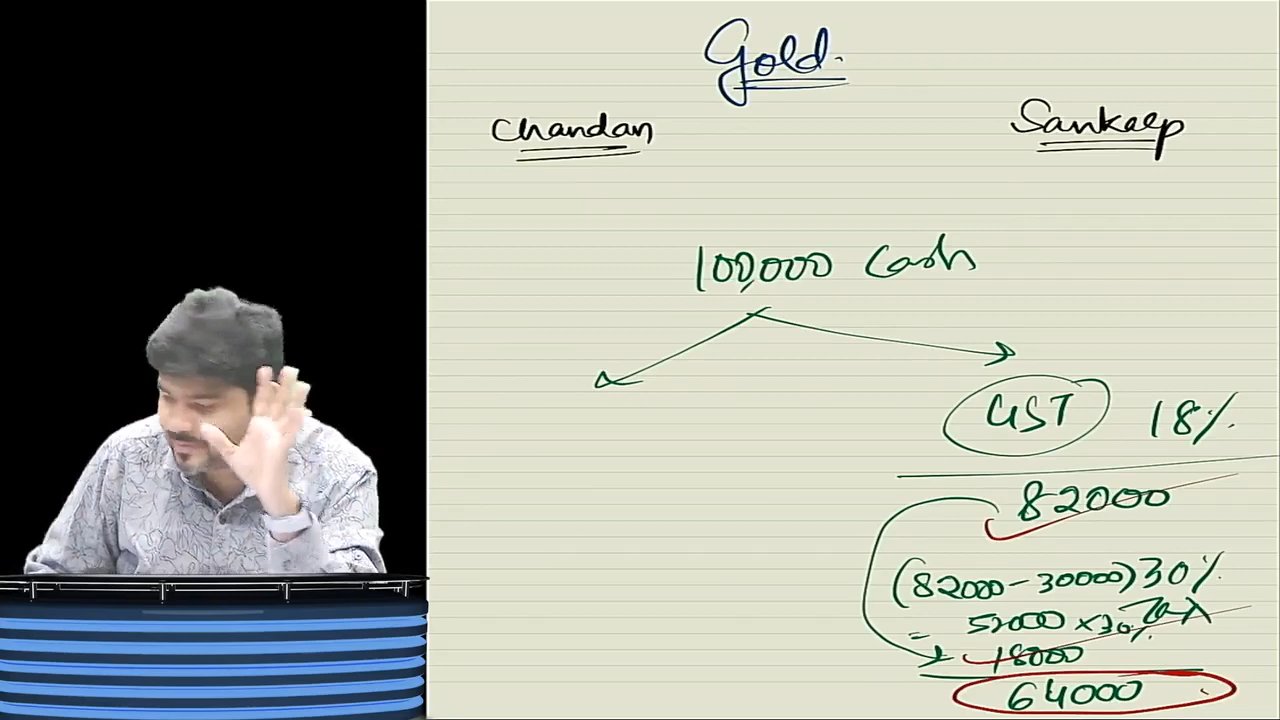 Gold.
Chandan
Sankalp
100,000 Cash
GST 18%.
82000
(82000-30000) 30%.
= 52000 x 30% Tax
18000
64000